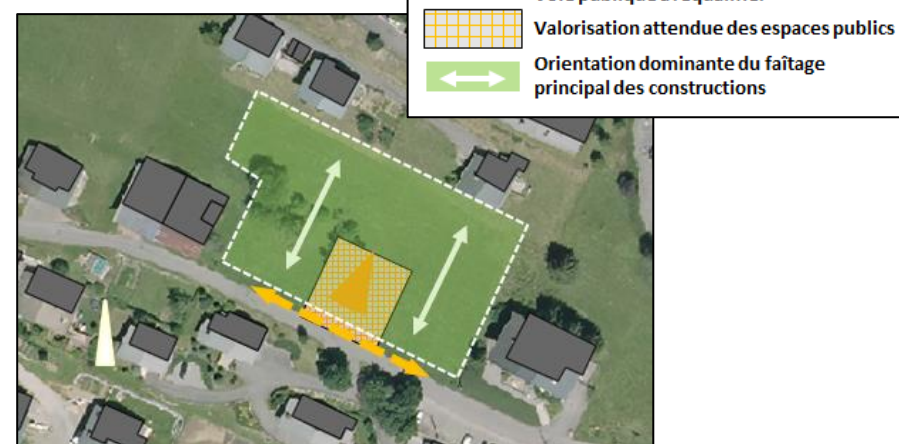 Valorisation attendue des espaces publics
Orientation dominante du faîtage
principal des constructions